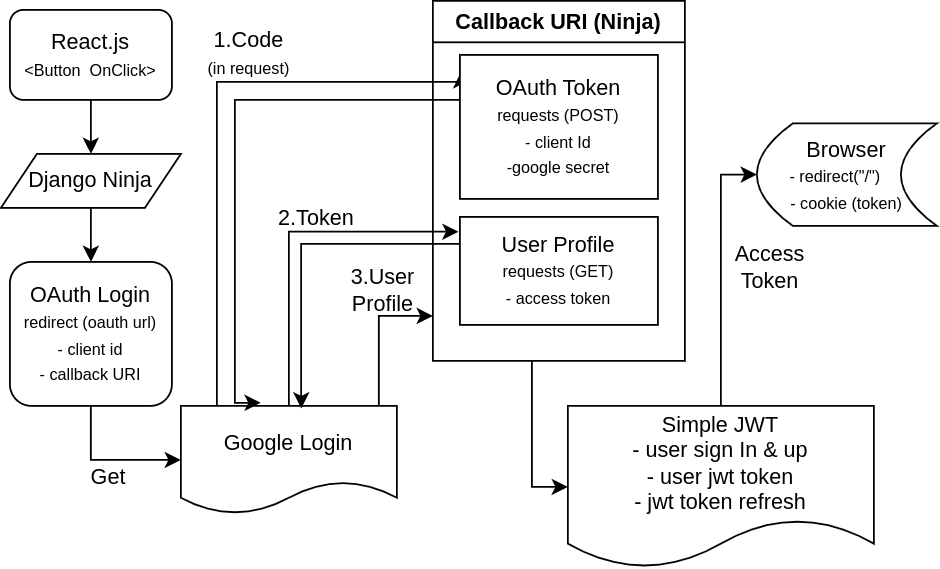 React.js
<Button  OnClick>
Django Ninja
OAuth Login
redirect (oauth url)
- client id
- callback URI
Get
Google Login
1.Code
(in request)
2.Token
3.User
Profile
Callback URI (Ninja)
OAuth Token
requests (POST)
- client Id
-google secret
User Profile
requests (GET)
- access token
Simple JWT
- user sign In & up
- user jwt token
- jwt token refresh
Access
Token
Browser
- redirect("/")
- cookie (token)